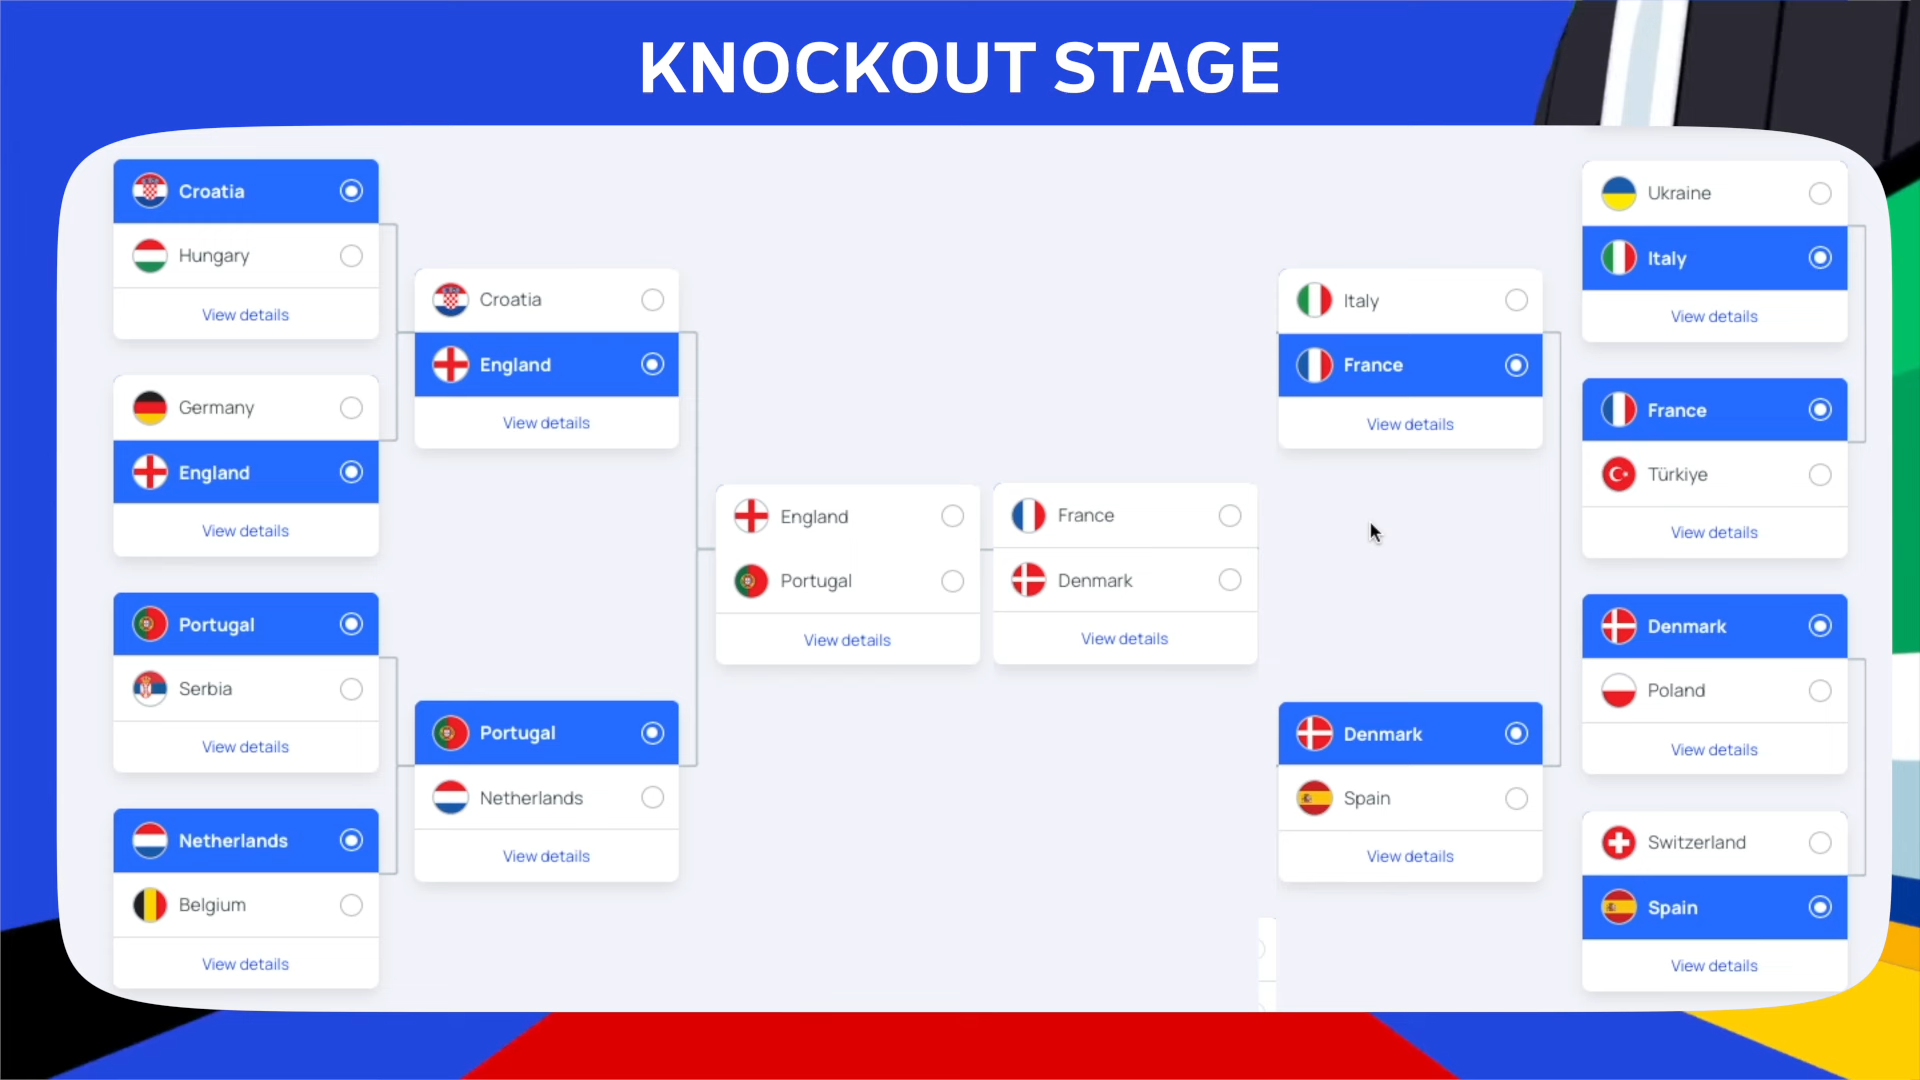 KNOCKOUT STAGE
Croatia
Hungary
View details
Germany
England
View details
Portugal
Serbia
View details
Netherlands
Belgium
View details
Croatia
England
View details
Portugal
Netherlands
View details
England
Portugal
View details
France
Denmark
View details
Italy
France
View details
Denmark
Spain
View details
Ukraine
Italy
View details
France
Türkiye
View details
Denmark
Poland
View details
Switzerland
Spain
View details